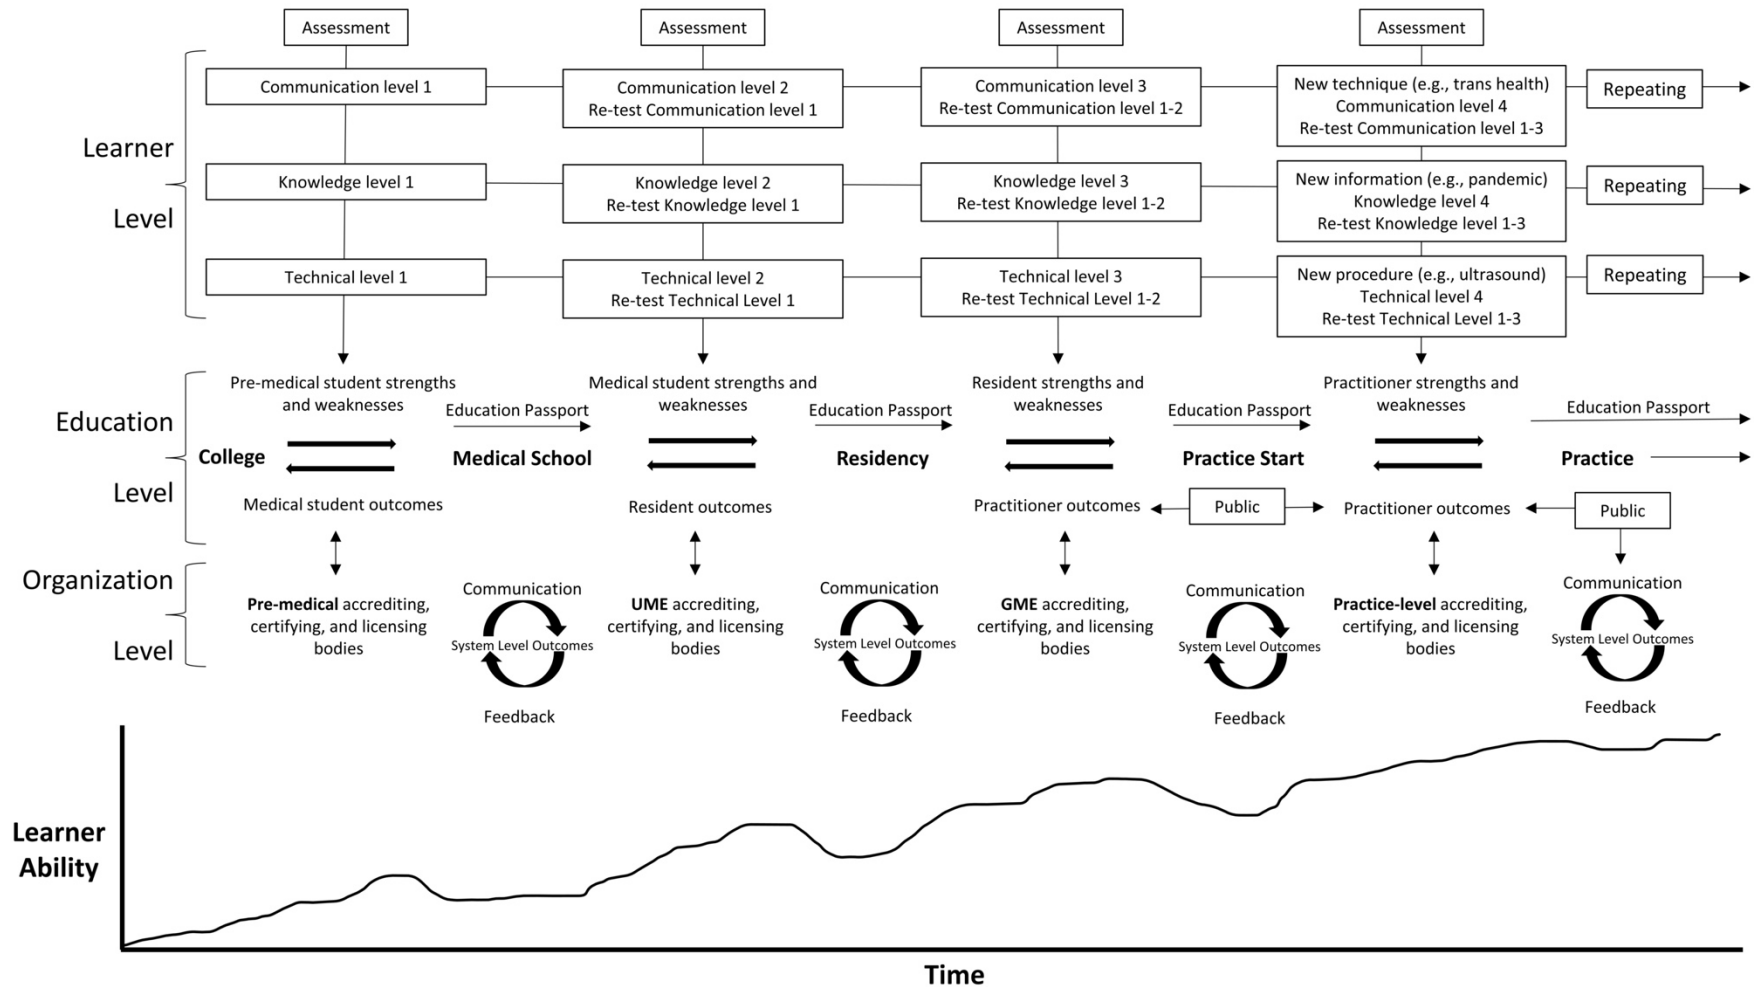 Assessment
Assessment
Assessment
Assessment
Learner
Level
Communication level 1
Communication level 2
Re-test Communication level 1
Communication level 3
Re-test Communication level 1-2
New technique (e.g., trans health)
Communication level 4
Re-test Communication level 1-3
Repeating
Knowledge level 1
Knowledge level 2
Re-test Knowledge level 1
Knowledge level 3
Re-test Knowledge level 1-2
New information (e.g., pandemic)
Knowledge level 4
Re-test Knowledge level 1-3
Repeating
Technical level 1
Technical level 2
Re-test Technical Level 1
Technical level 3
Re-test Technical Level 1-2
New procedure (e.g., ultrasound)
Technical level 4
Re-test Technical Level 1-3
Repeating
Education
Level
Pre-medical student strengths
and weaknesses
Medical student strengths and
weaknesses
Resident strengths and
weaknesses
Practitioner strengths and
weaknesses
Education Passport
Education Passport
Education Passport
Education Passport
College
Medical School
Residency
Practice Start
Practice
Medical student outcomes
Resident outcomes
Practitioner outcomes
Public
Practitioner outcomes
Public
Organization
Level
Pre-medical accrediting,
certifying, and licensing
bodies
Communication
System Level Outcomes
Feedback
UME accrediting,
certifying, and licensing
bodies
Communication
System Level Outcomes
Feedback
GME accrediting,
certifying, and licensing
bodies
Communication
System Level Outcomes
Feedback
Practice-level accrediting,
certifying, and licensing
bodies
Communication
System Level Outcomes
Feedback
Learner
Ability
Time